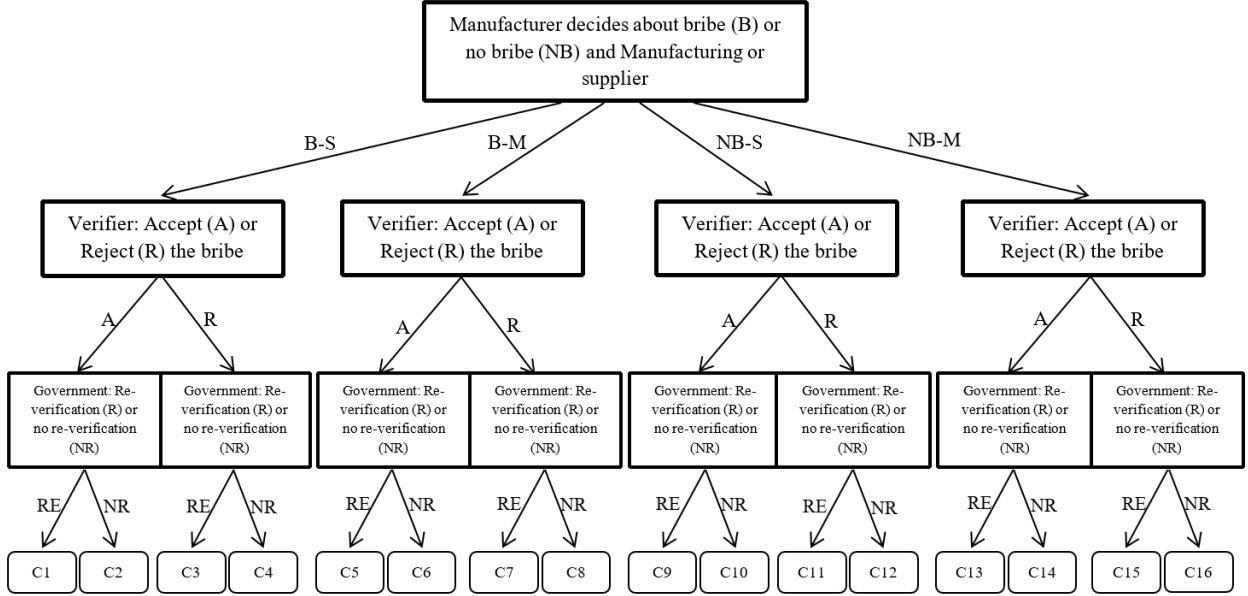 Manufacturer decides about bribe (B) or
no bribe (NB) and Manufacturing or
supplier
B-S
B-M
NB-S
NB-M
Verifier: Accept (A) or
Reject (R) the bribe
Verifier: Accept (A) or
Reject (R) the bribe
Verifier: Accept (A) or
Reject (R) the bribe
Verifier: Accept (A) or
Reject (R) the bribe
A
R
A
R
A
R
A
R
Government: Re-
verification (R) or
no re-verification
(NR)
Government: Re-
verification (R) or
no re-verification
(NR)
Government: Re-
verification (R) or
no re-verification
(NR)
Government: Re-
verification (R) or
no re-verification
(NR)
Government: Re-
verification (R) or
no re-verification
(NR)
Government: Re-
verification (R) or
no re-verification
(NR)
Government: Re-
verification (R) or
no re-verification
(NR)
Government: Re-
verification (R) or
no re-verification
(NR)
RE
NR
RE
NR
RE
NR
RE
NR
RE
NR
RE
NR
RE
NR
RE
NR
C1
C2
C3
C4
C5
C6
C7
C8
C9
C10
C11
C12
C13
C14
C15
C16